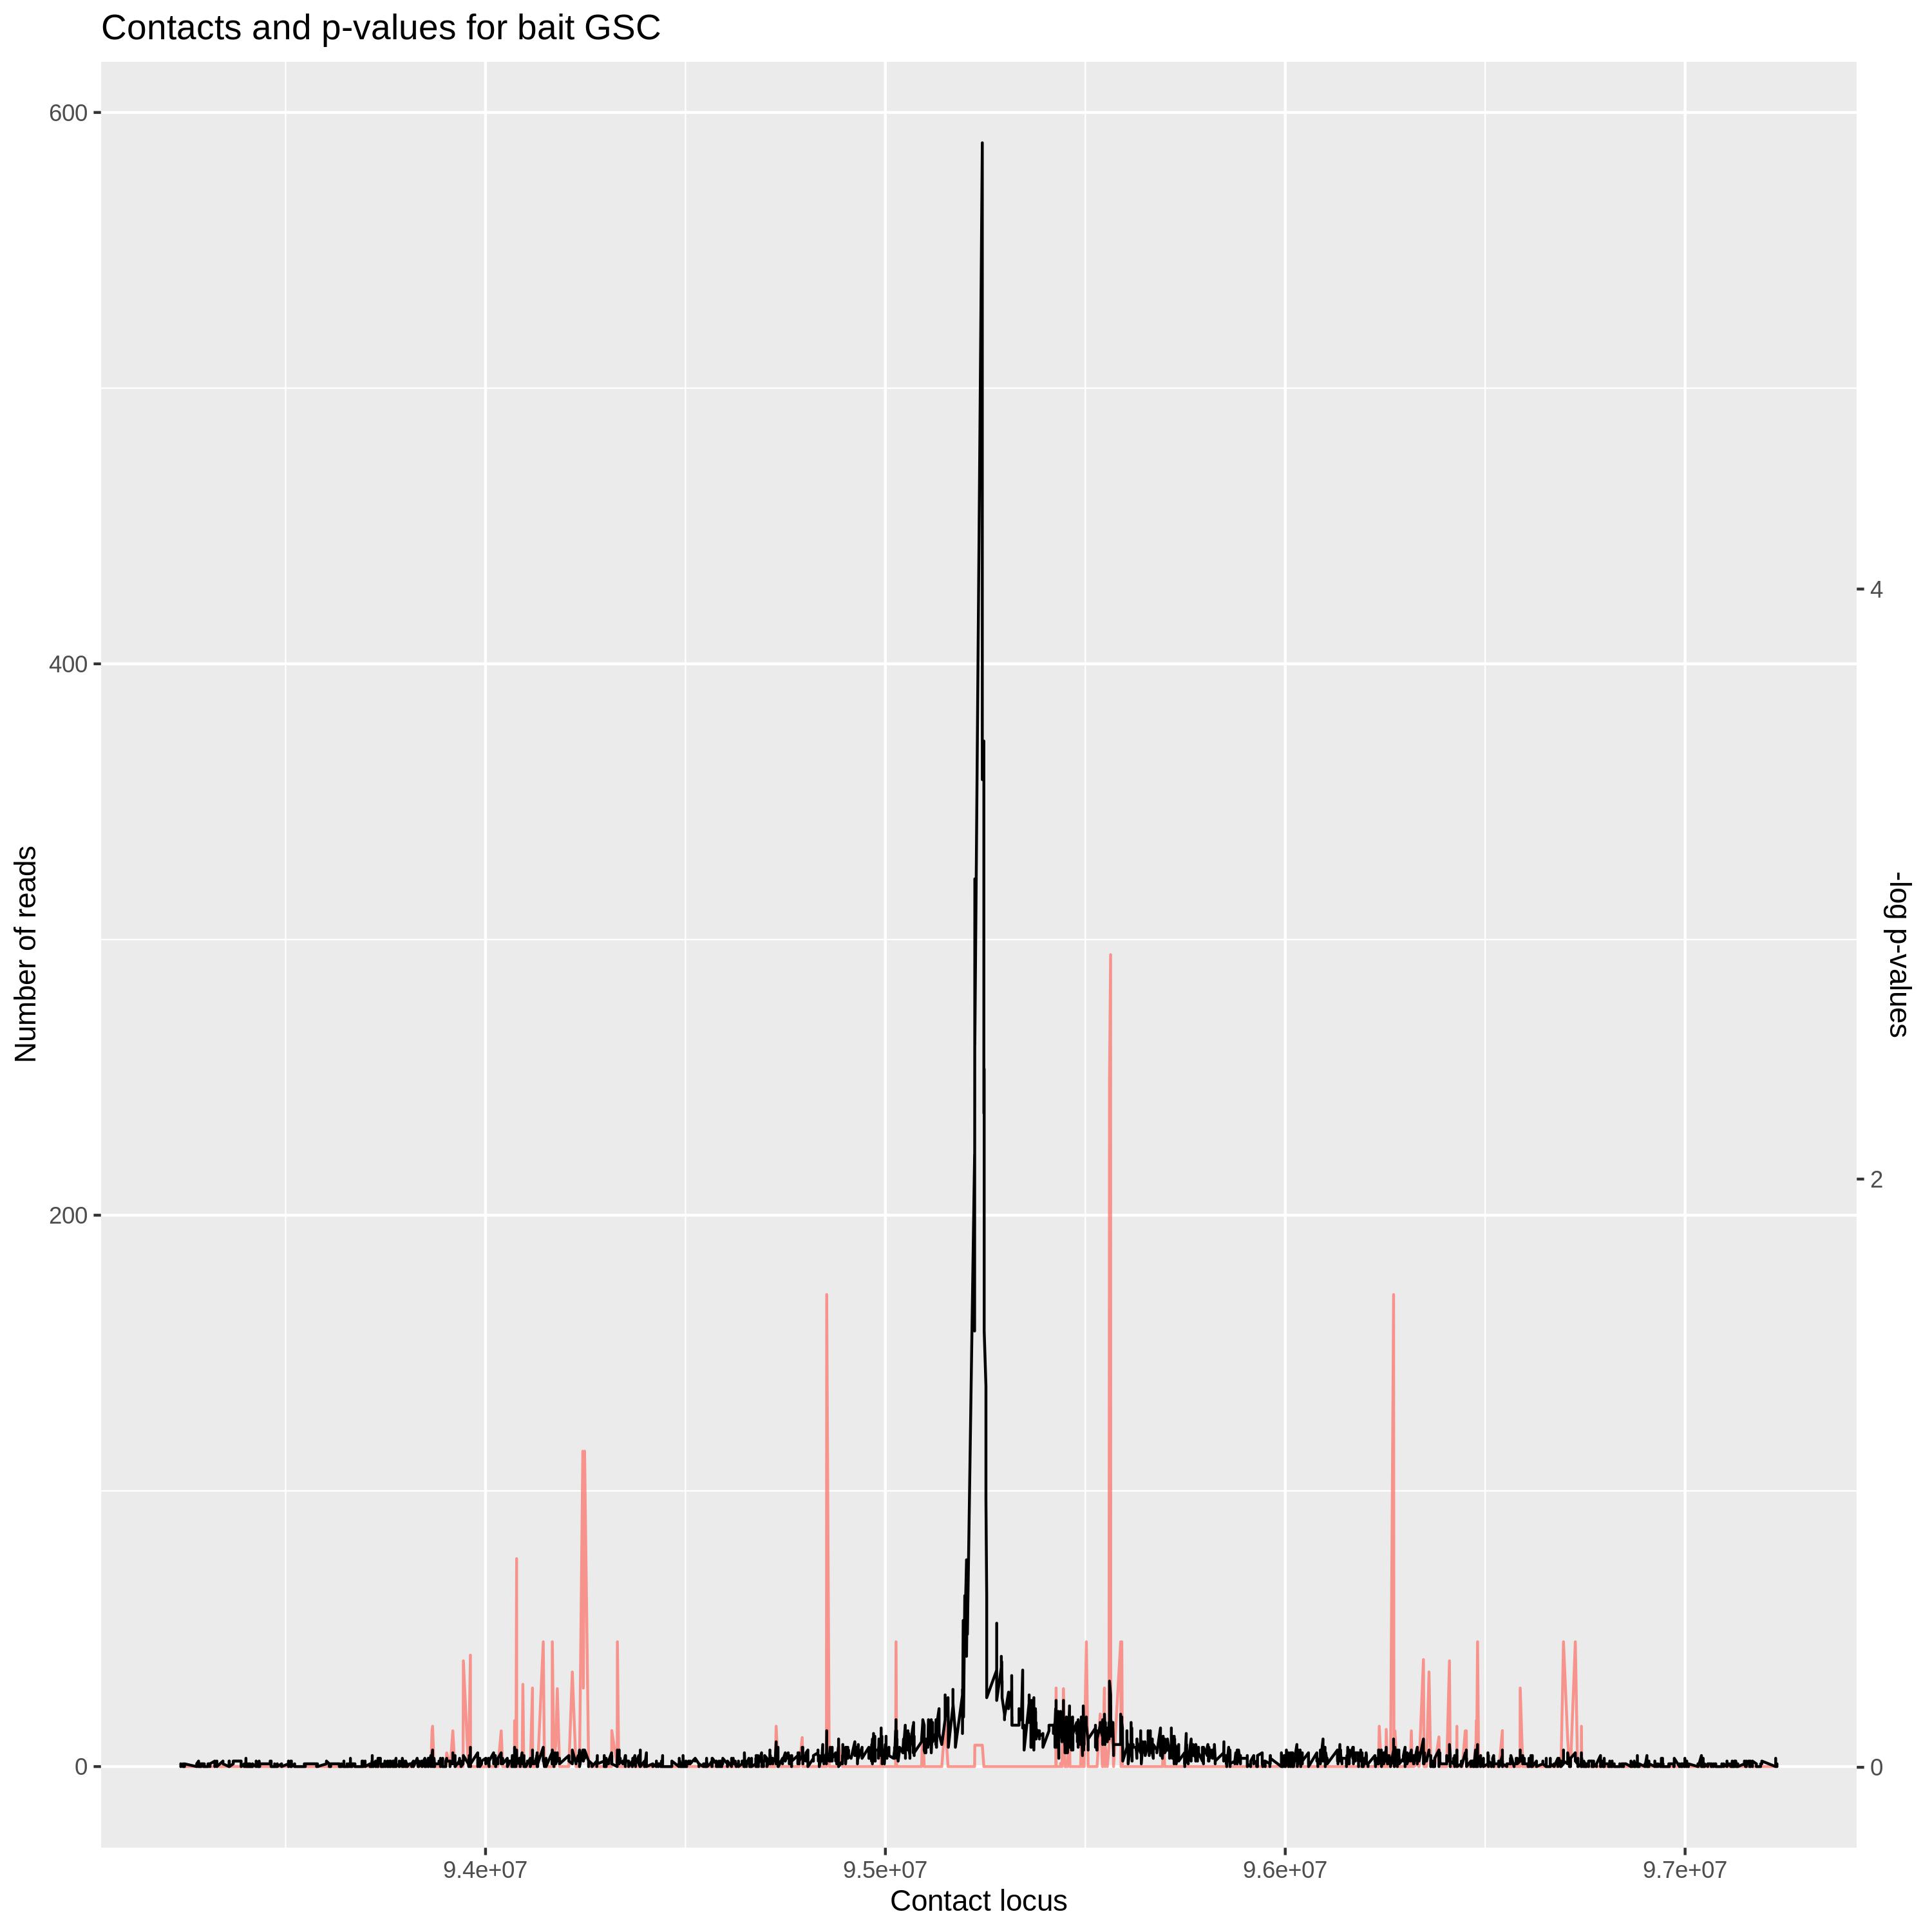 Contacts and p-values for bait GSC
600
400
200
0
Number of reads
4
2
0
-log p-values
9.4e+07
9.5e+07
9.6e+07
9.7e+07
Contact locus